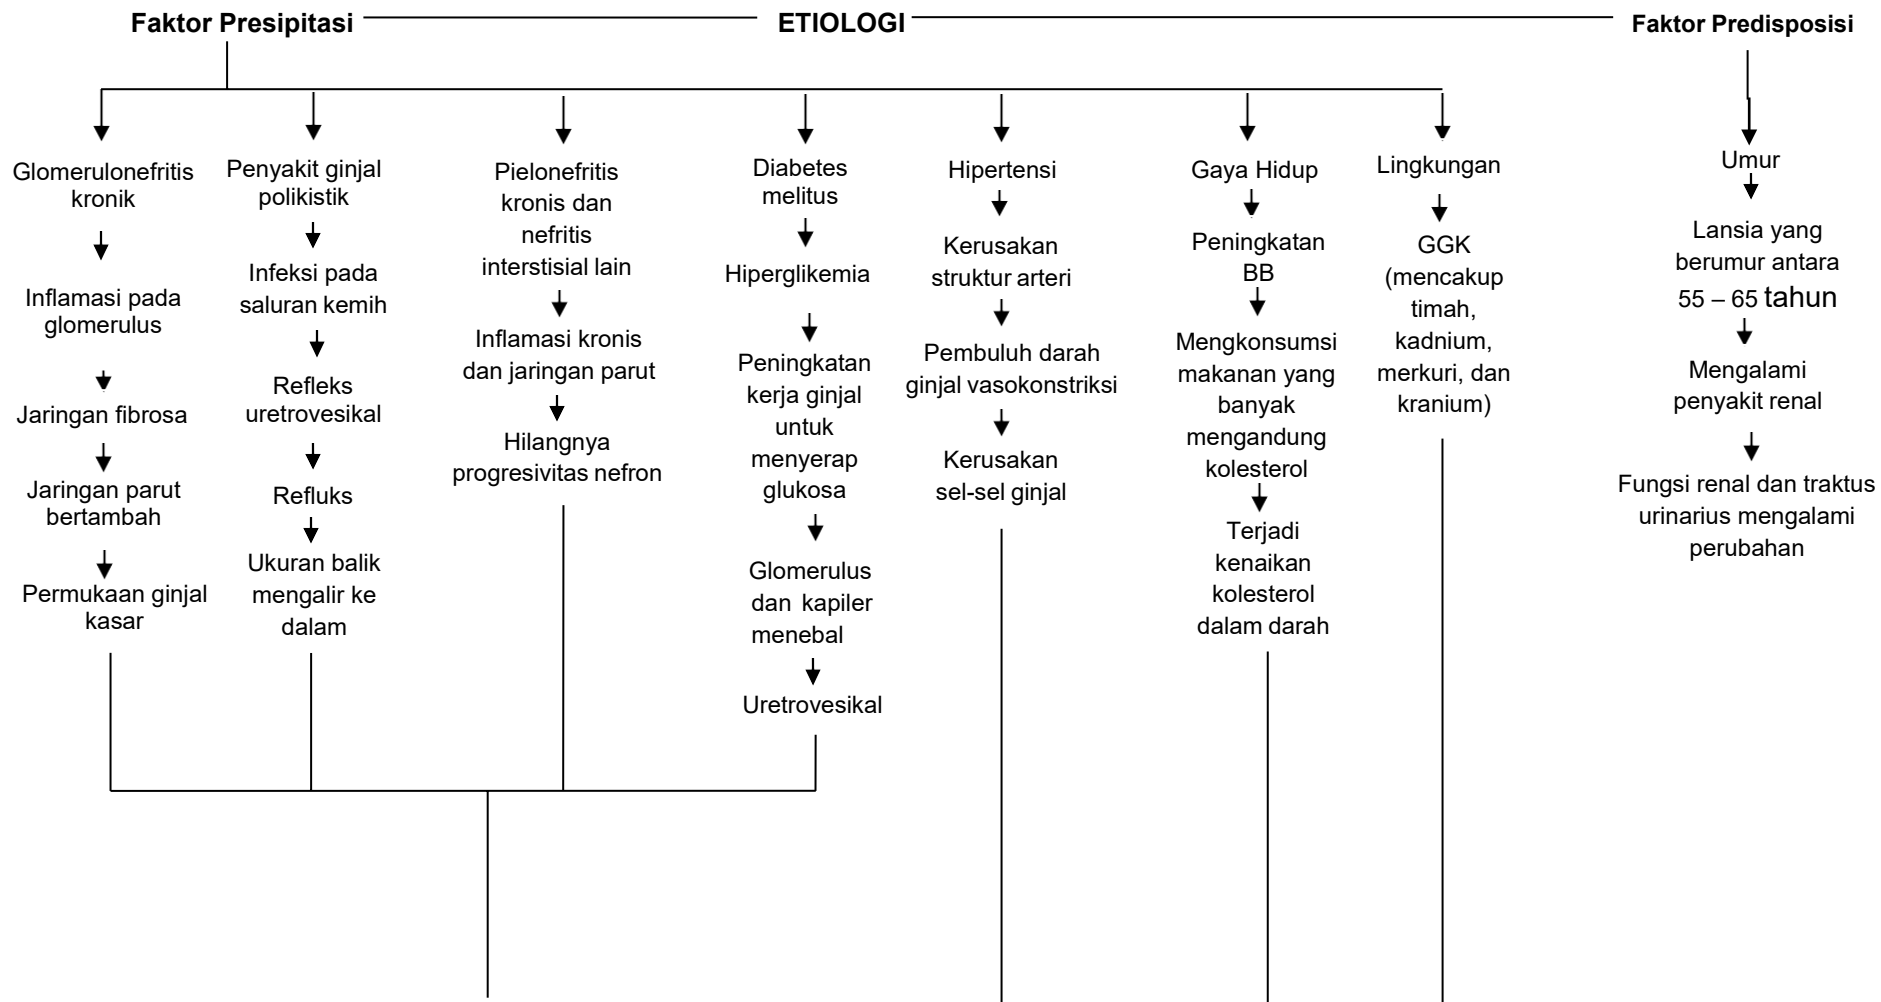 Faktor Presipitasi
ETIOLOGI
Faktor Predisposisi
Glomerulonefritis
kronik
Inflamasi pada
glomerulus
Jaringan fibrosa
Jaringan parut
bertambah
Permukaan ginjal
kasar
Penyakit ginjal
polikistik
Infeksi pada
saluran kemih
Refleks
uretrovesikal
Refluks
Ukuran balik
mengalir ke
dalam
Pielonefritis
kronis dan
nefritis
interstisial lain
Inflamasi kronis
dan jaringan parut
Hilangnya
progresivitas nefron
Diabetes
melitus
Hiperglikemia
Peningkatan
kerja ginjal
untuk
menyerap
glukosa
Glomerulus
dan kapiler
menebal
Uretrovesikal
Hipertensi
Kerusakan
struktur arteri
Pembuluh darah
ginjal vasokonstriksi
Kerusakan
sel-sel ginjal
Gaya Hidup
Peningkatan
BB
Mengkonsumsi
makanan yang
banyak
mengandung
kolesterol
Terjadi
kenaikan
kolesterol
dalam darah
Lingkungan
GGK
(mencakup
timah,
kadnium,
merkuri, dan
kranium)
Umur
Lansia yang
berumur antara
55 – 65 tahun
Mengalami
penyakit renal
Fungsi renal dan traktus
urinarius mengalami
perubahan